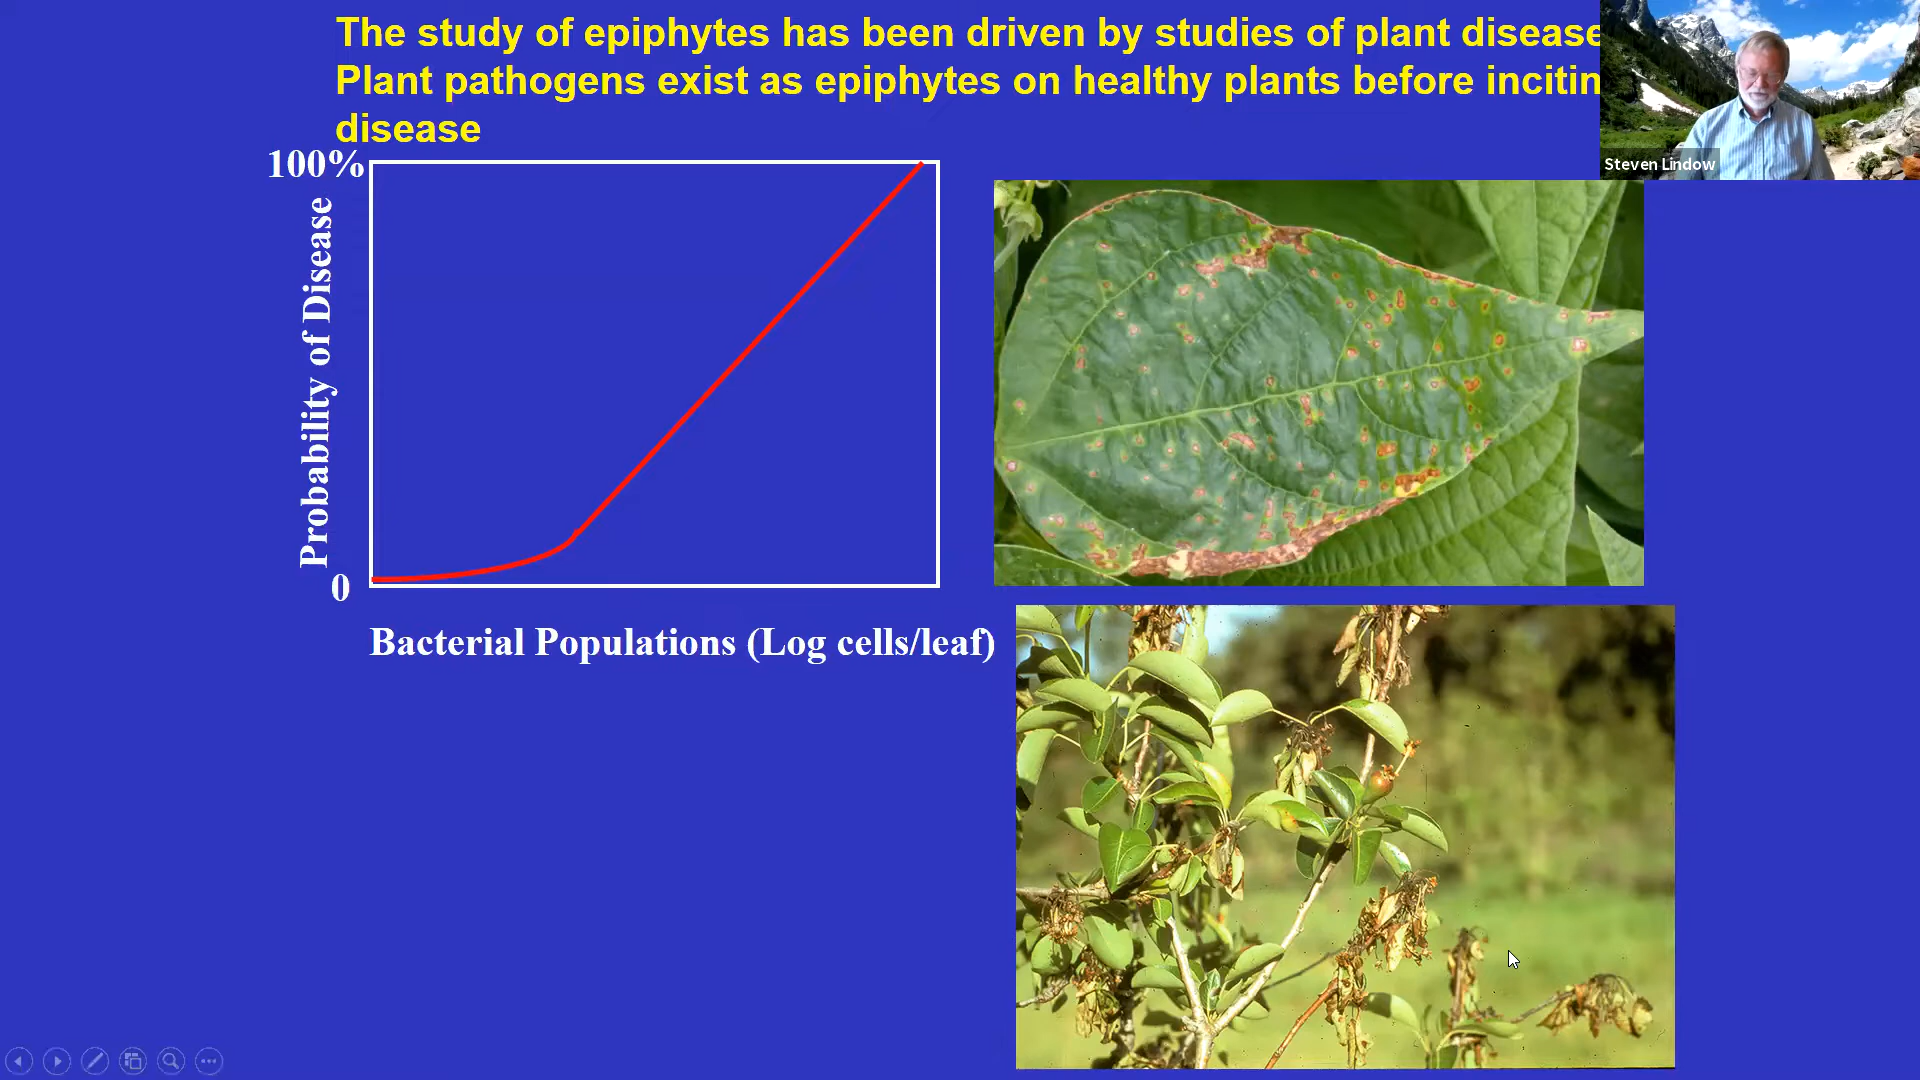 The study of epiphytes has been driven by studies of plant disease
Plant pathogens exist as epiphytes on healthy plants before incitin
disease
Steven Lindow
100%
Probability of Disease
0
Bacterial Populations (Log cells/leaf)